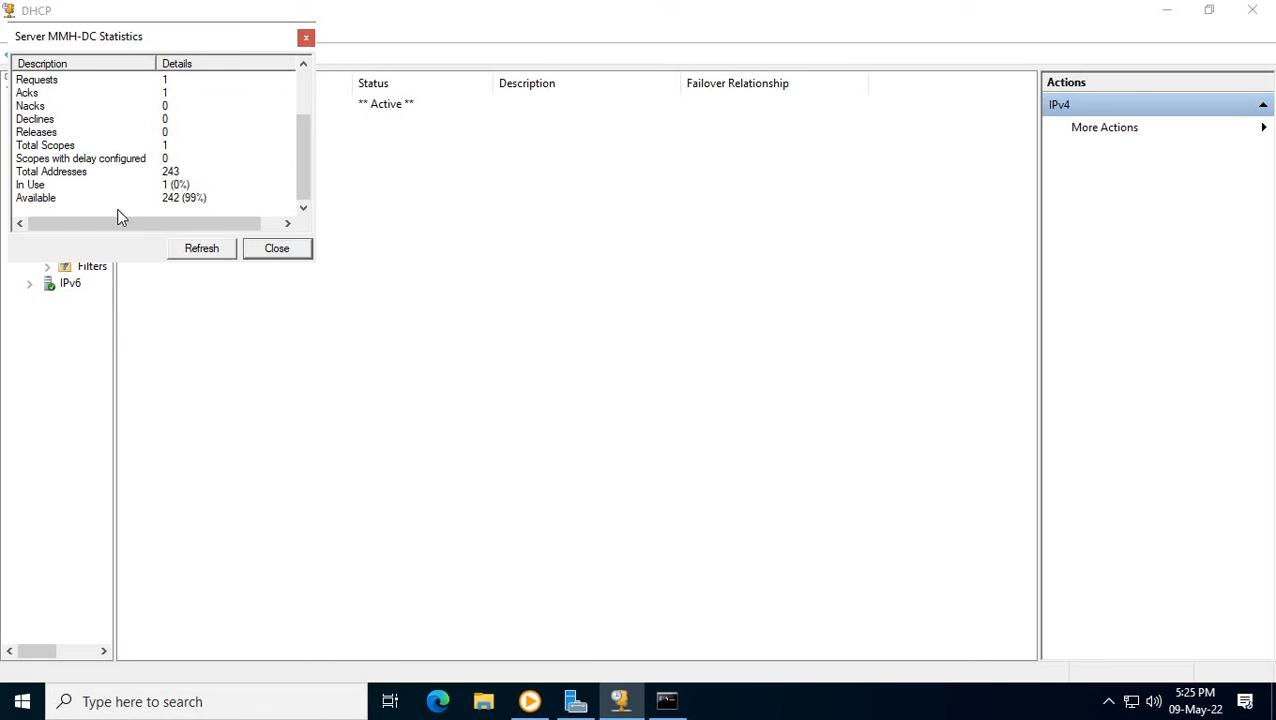 DHCP
Server MMH-DC Statistics
x
Description Details
Requests 1
Acks 1
Nacks 0
Declines 0
Releases 0
Total Scopes 1
Scopes with delay configured 0
Total Addresses 243
In Use 1 (0%)
Available 242 (99%)
Refresh Close
Filters
IPv6
Status Description Failover Relationship
** Active **
Actions
IPv4
More Actions
Type here to search
5:25 PM
09-May-22